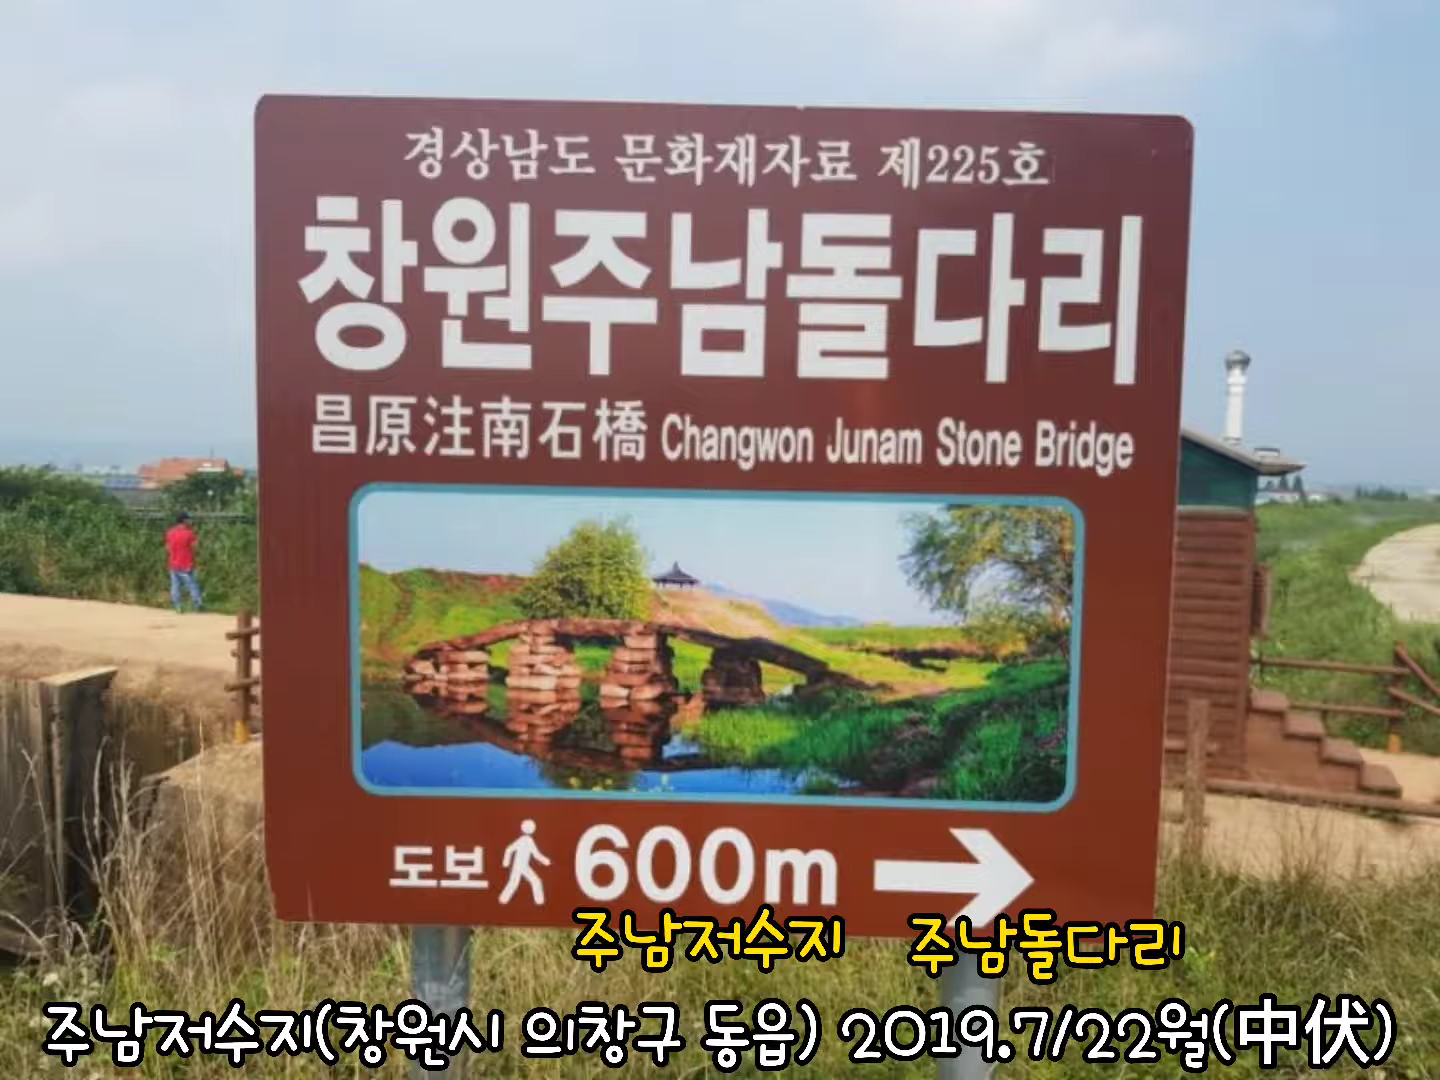 경상남도 문화재자료 제225호
창원주남돌다리
昌原注南石橋 Changwon Junam Stone Bridge
도보 600m
주남저수지 주남돌다리
주남저수지(창원시 의창구 동읍) 2019.7/22월(中伏)